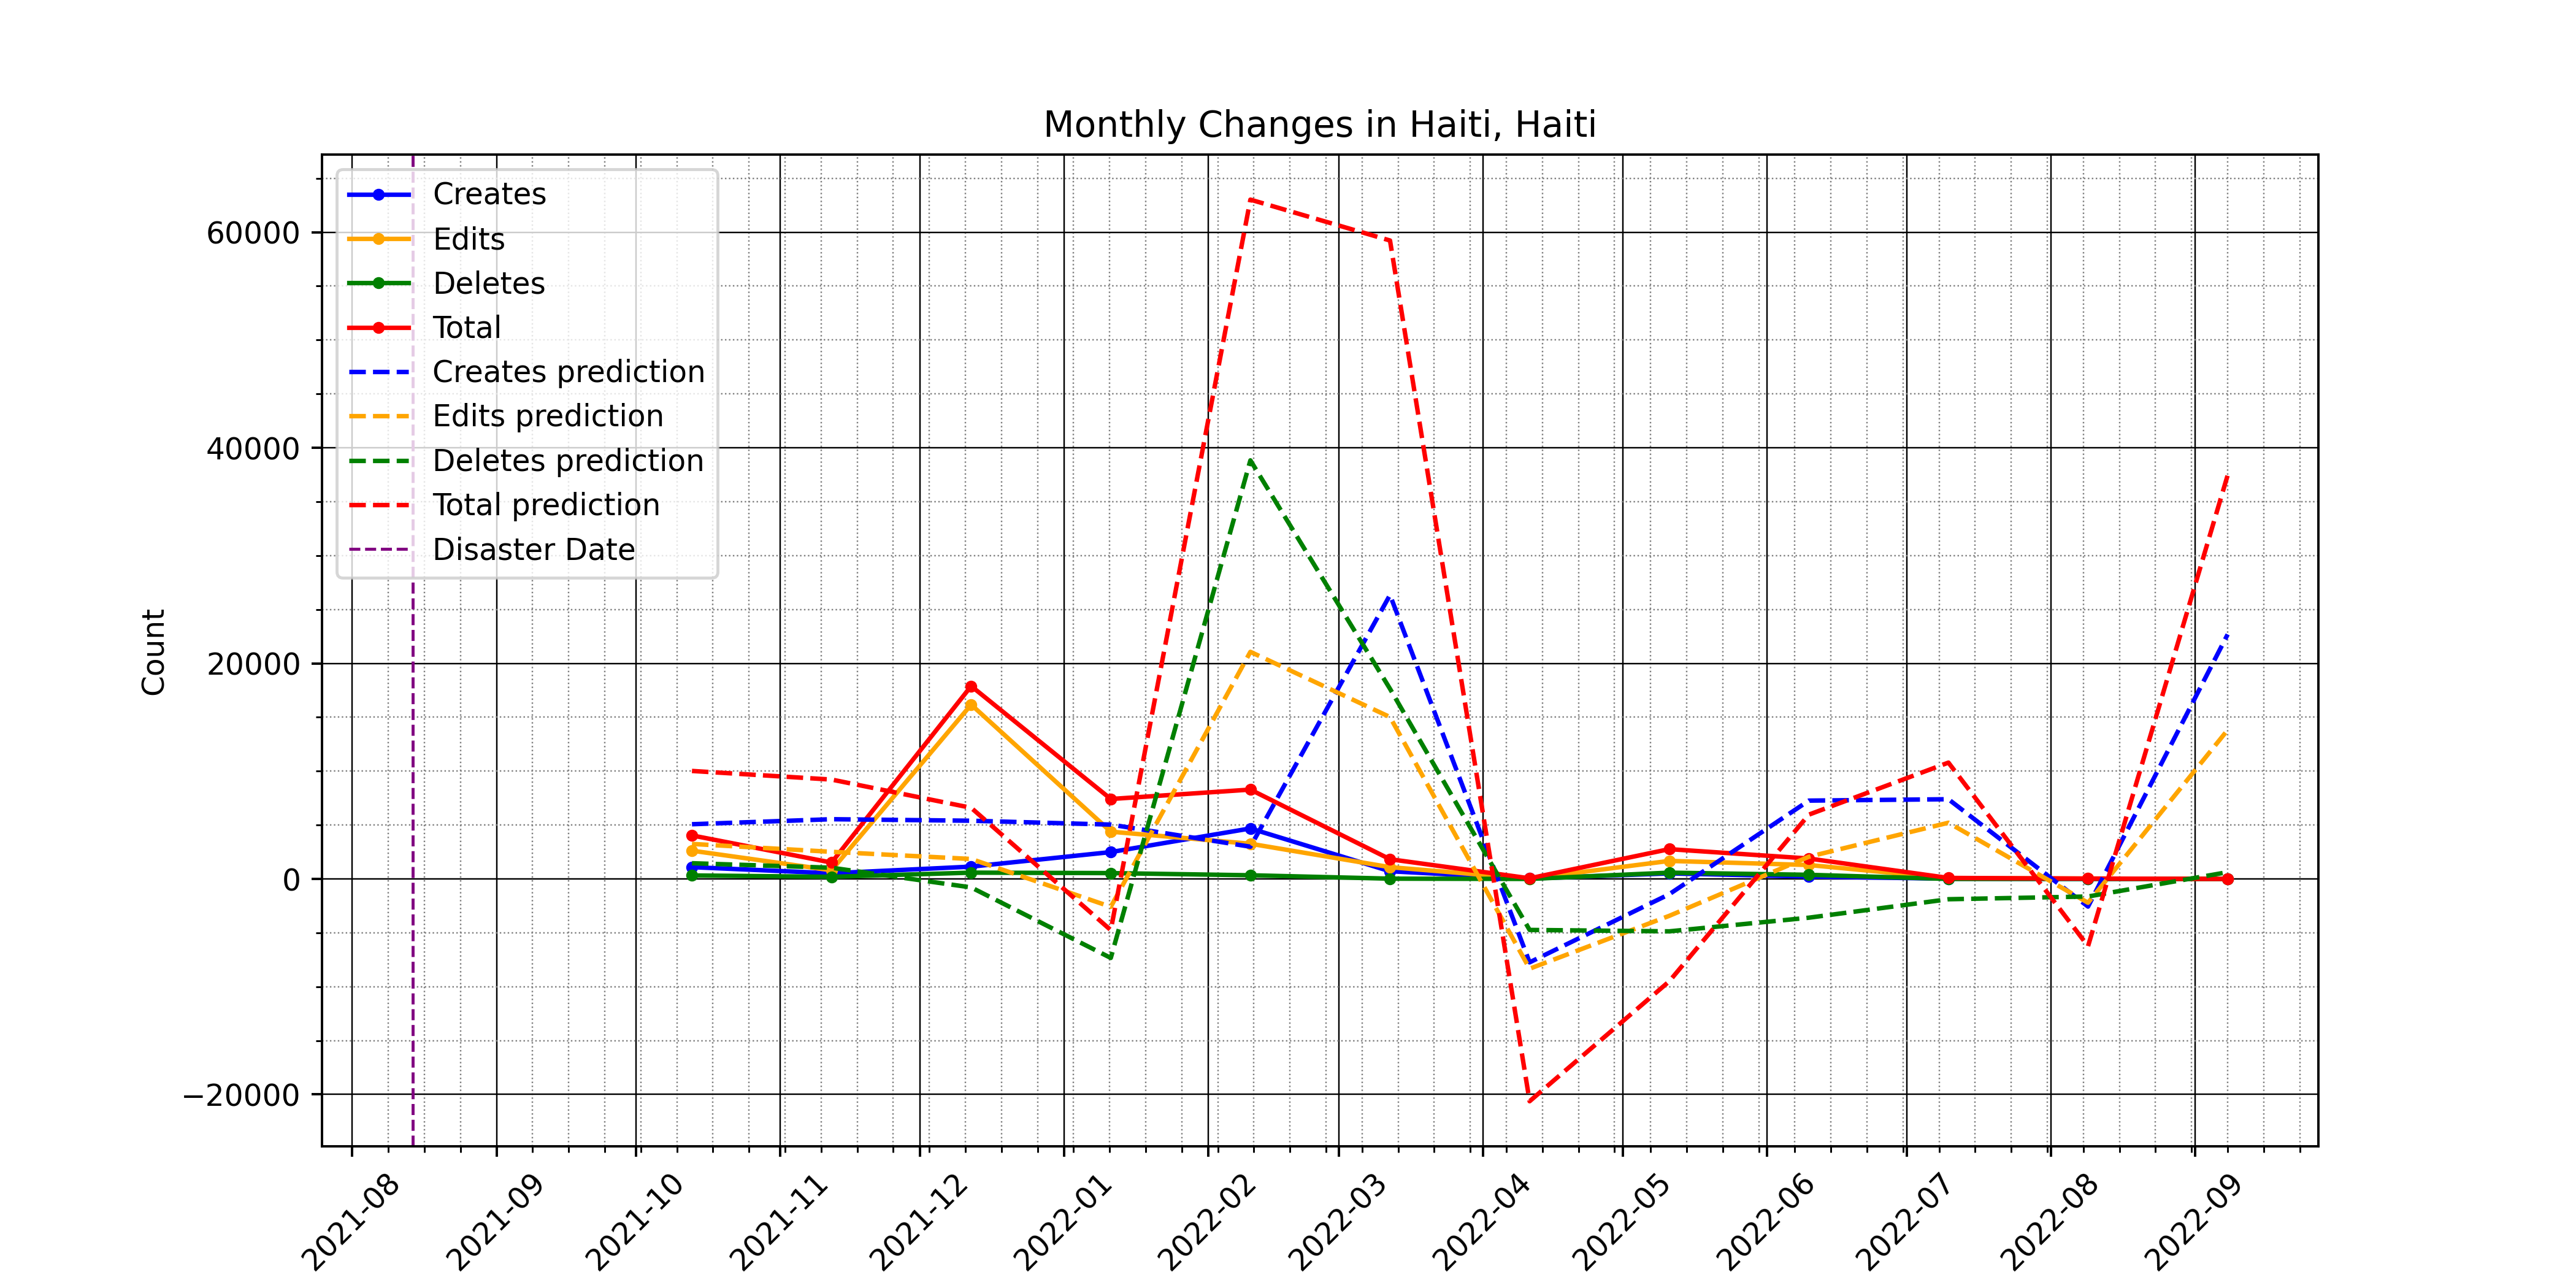 Monthly Changes in Haiti, Haiti
Creates
Edits
Deletes
Total
Creates prediction
Edits prediction
Deletes prediction
Total prediction
Disaster Date
Count
60000
40000
20000
0
−20000
2021-08
2021-09
2021-10
2021-11
2021-12
2022-01
2022-02
2022-03
2022-04
2022-05
2022-06
2022-07
2022-08
2022-09